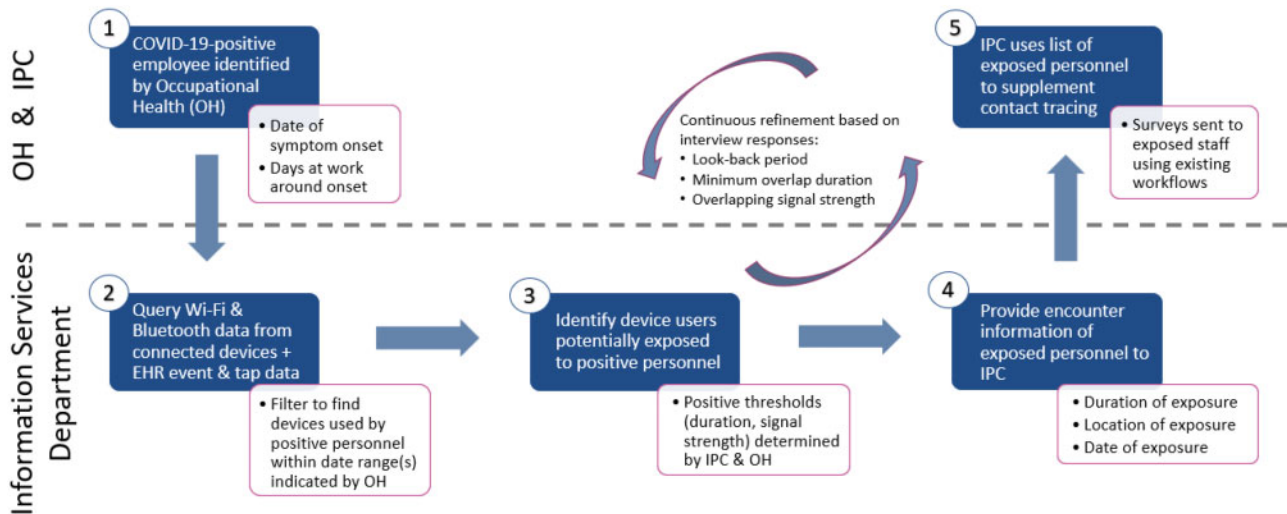 OH & IPC
1
COVID-19-positive
employee identified
by Occupational
Health (OH)
• Date of
symptom onset
• Days at work
around onset
Continuous refinement based on
interview responses:
• Look-back period
• Minimum overlap duration
• Overlapping signal strength
5
IPC uses list of
exposed personnel
to supplement
contact tracing
• Surveys sent to
exposed staff
using existing
workflows
Information Services
Department
2
Query Wi-Fi &
Bluetooth data from
connected devices +
EHR event & tap data
• Filter to find
devices used by
positive personnel
within date range(s)
indicated by OH
3
Identify device users
potentially exposed
to positive personnel
• Positive thresholds
(duration, signal
strength) determined
by IPC & OH
4
Provide encounter
information of
exposed personnel to
IPC
• Duration of exposure
• Location of exposure
• Date of exposure